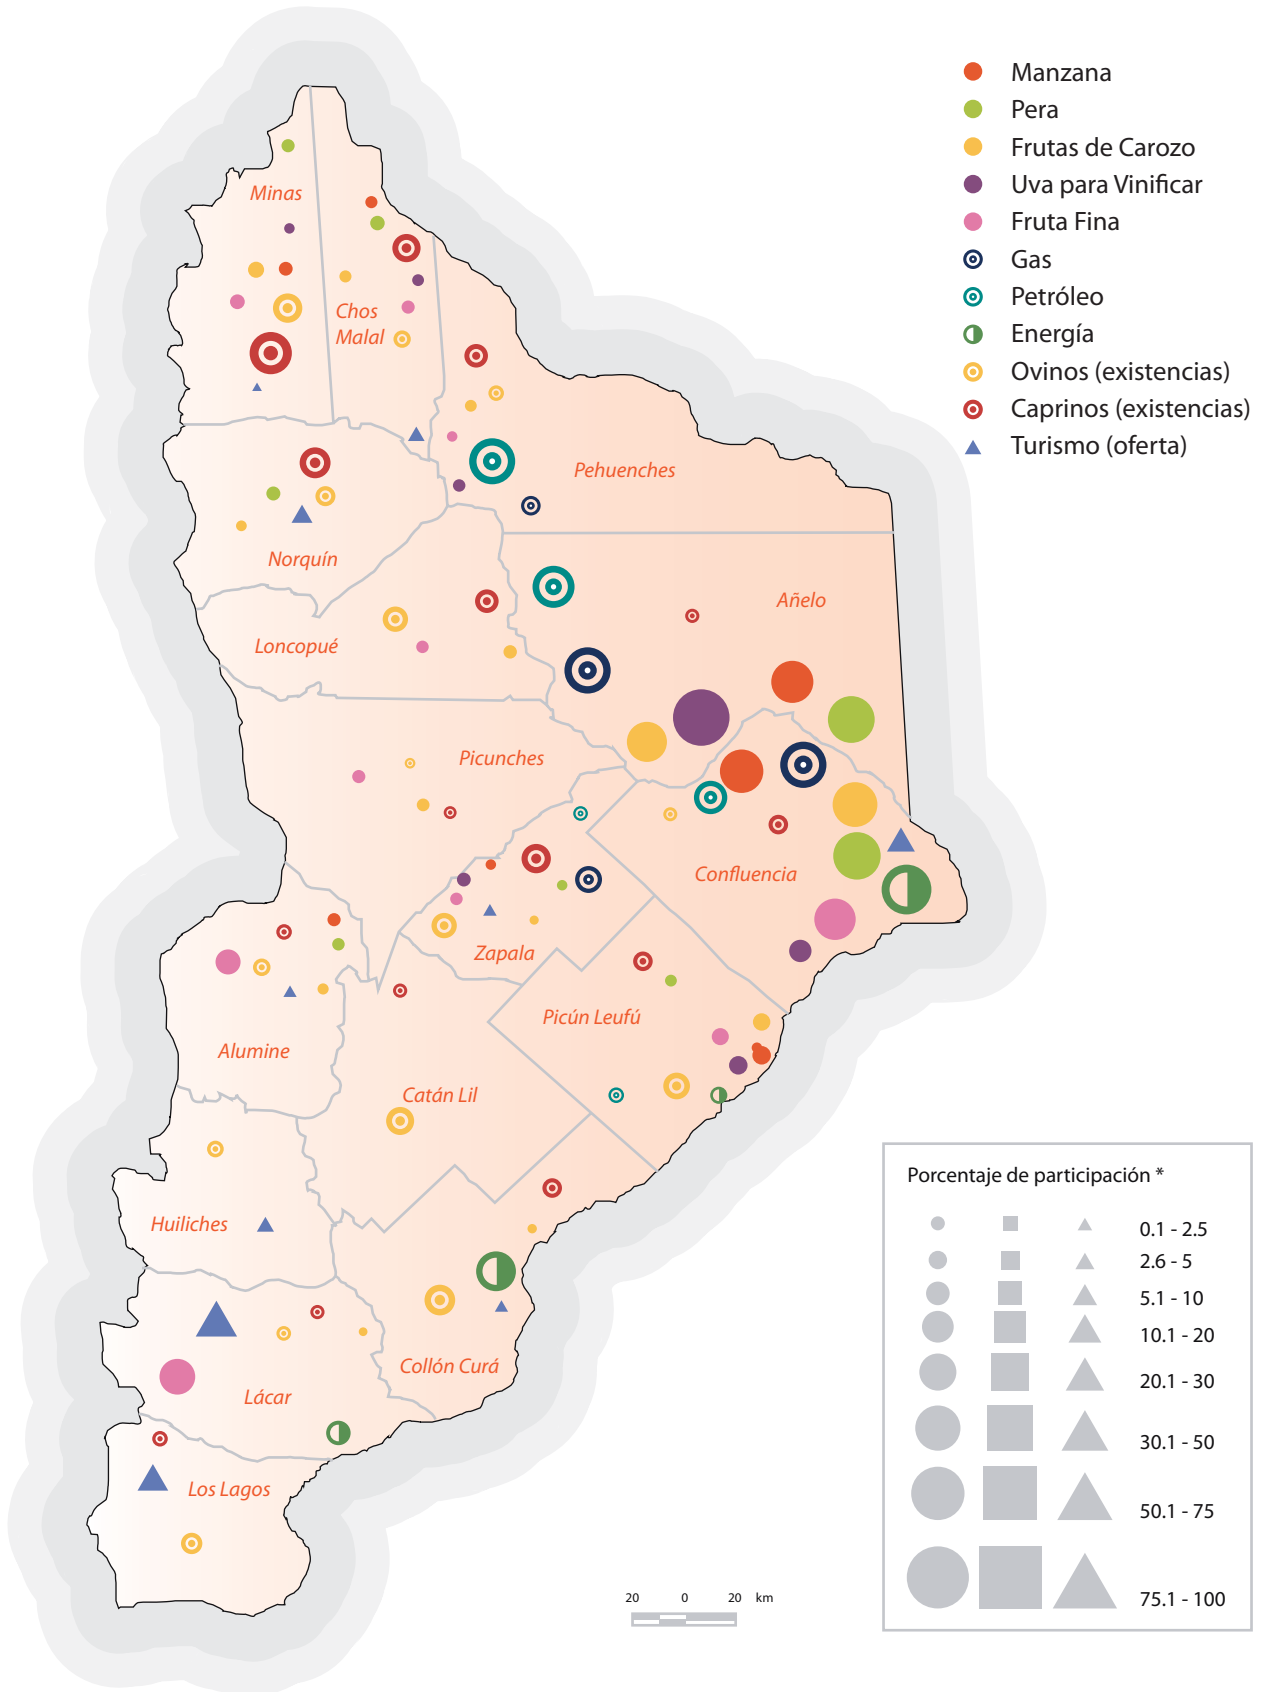 Manzana
Pera
Frutas de Carozo
Uva para Vinificar
Fruta Fina
Gas
Petróleo
Energía
Ovinos (existencias)
Caprinos (existencias)
Turismo (oferta)
Minas
Chos
Malal
Pehuenches
Norquín
Añelo
Loncopué
Picunches
Confluencia
Zapala
Picún Leufú
Alumine
Catán Lil
Huiliches
Collón Curá
Lácar
Los Lagos
Porcentaje de participación *
0.1 - 2.5
2.6 - 5
5.1 - 10
10.1 - 20
20.1 - 30
30.1 - 50
50.1 - 75
75.1 - 100
20 0 20 km